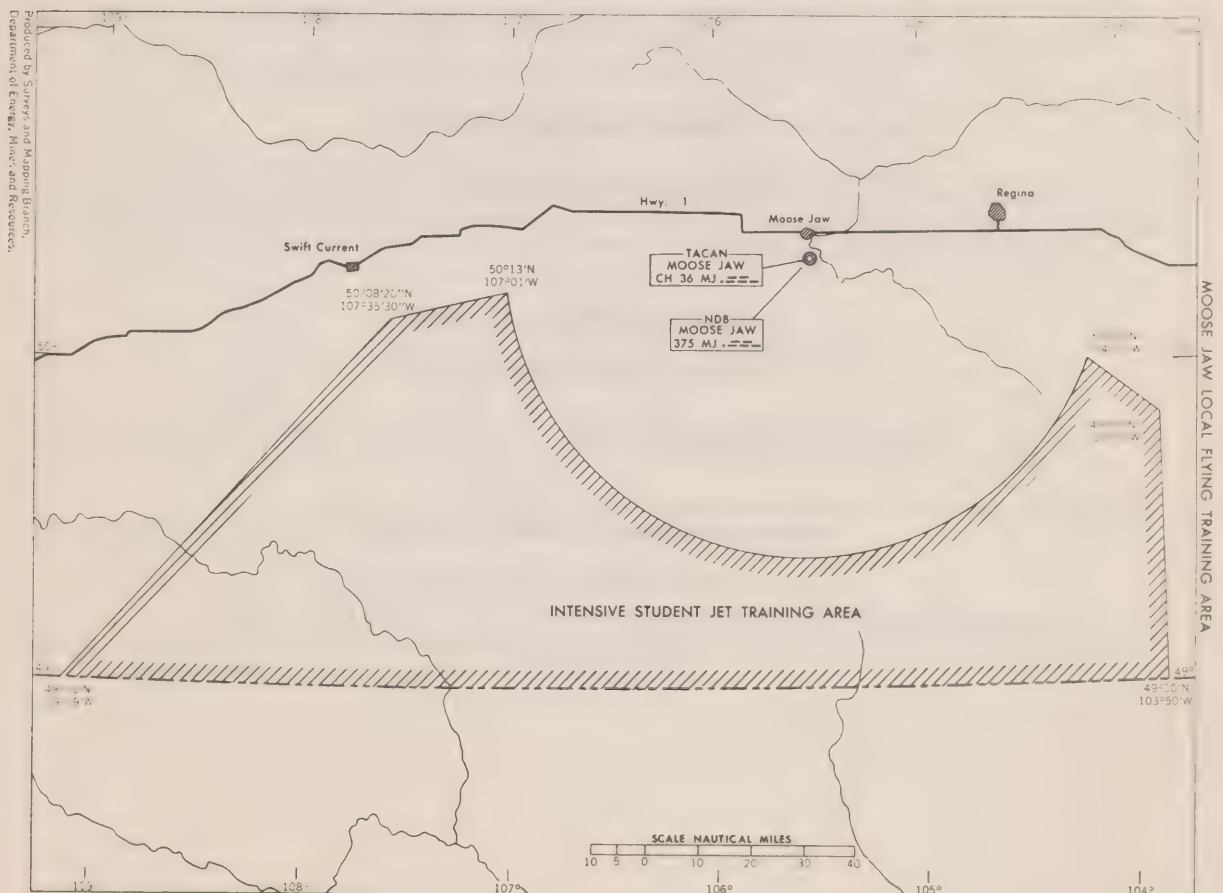 Produced by Surveys and Mapping Branch,
Department of Energy, Mines and Resources.
MOOSE JAW LOCAL FLYING TRAINING AREA
Hwy. 1
Regina
Moose Jaw
Swift Current
TACAN
MOOSE JAW
CH 36 MJ
NDB
MOOSE JAW
375 MJ
50°13'N
107°01'W
107°35'30"W
INTENSIVE STUDENT JET TRAINING AREA
49°
49°00'N
103°50'W
SCALE NAUTICAL MILES
10 5 0 10 20 30 40
108° 107° 106° 105° 104°